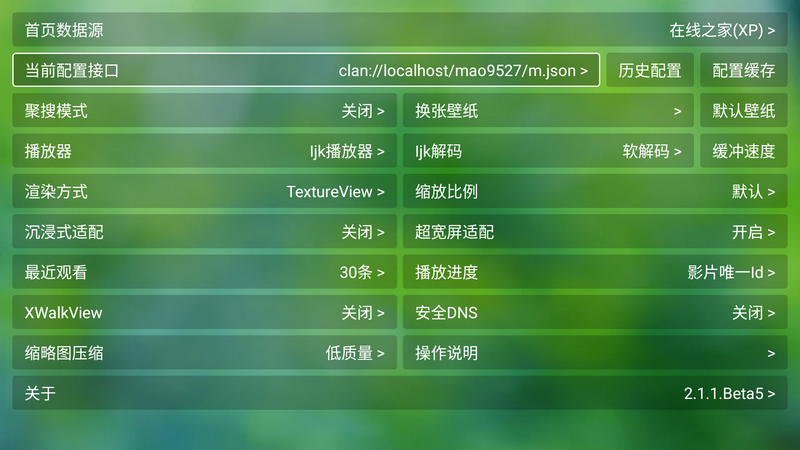 首页数据源 在线之家(XP) >
当前配置接口 clan://localhost/mao9527/m.json > 历史配置 配置缓存
聚搜模式 关闭 > 换张壁纸 > 默认壁纸
播放器 Ijk播放器 > Ijk解码 软解码 > 缓冲速度
渲染方式 TextureView > 缩放比例 默认 >
沉浸式适配 关闭 > 超宽屏适配 开启 >
最近观看 30条 > 播放进度 影片唯一Id >
XWalkView 关闭 > 安全DNS 关闭 >
缩略图压缩 低质量 > 操作说明 >
关于 2.1.1.Beta5 >